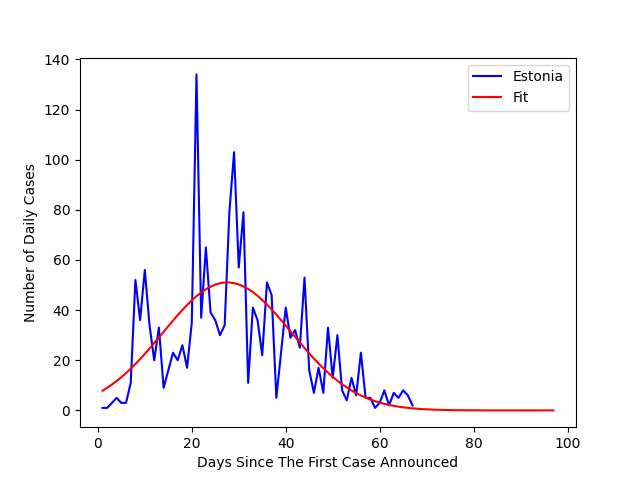 140
120
100
80
60
40
20
0
Number of Daily Cases
Estonia
Fit
0 20 40 60 80 100
Days Since The First Case Announced